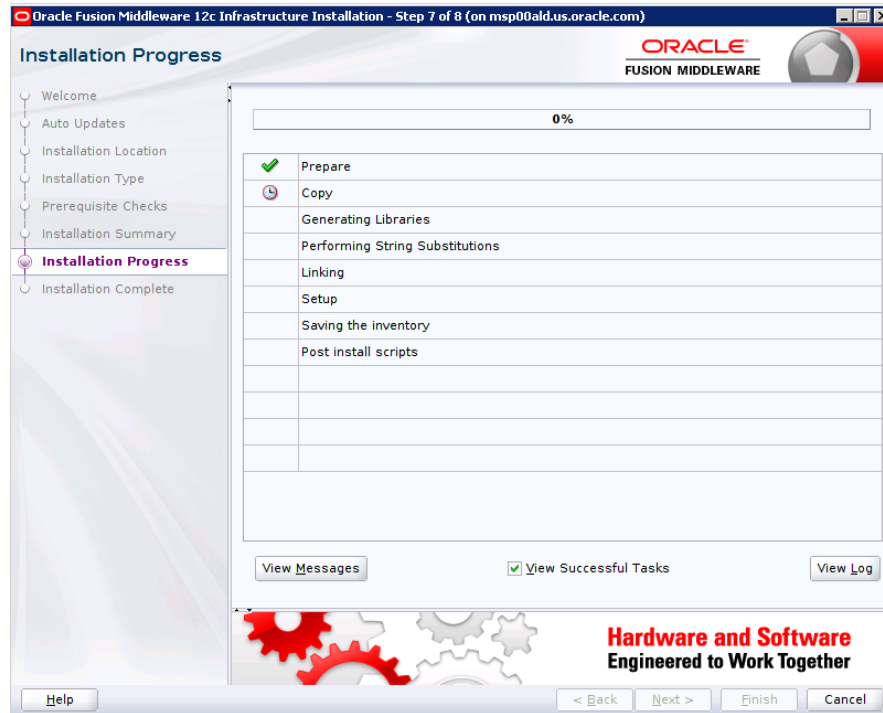 Oracle Fusion Middleware 12c Infrastructure Installation - Step 7 of 8 (on msp00ald.us.oracle.com)
Installation Progress
ORACLE
FUSION MIDDLEWARE
Welcome
Auto Updates
Installation Location
Installation Type
Prerequisite Checks
Installation Summary
Installation Progress
Installation Complete
0%
Prepare
Copy
Generating Libraries
Performing String Substitutions
Linking
Setup
Saving the inventory
Post install scripts
View Messages
View Successful Tasks
View Log
Hardware and Software
Engineered to Work Together
Help
< Back
Next >
Finish
Cancel